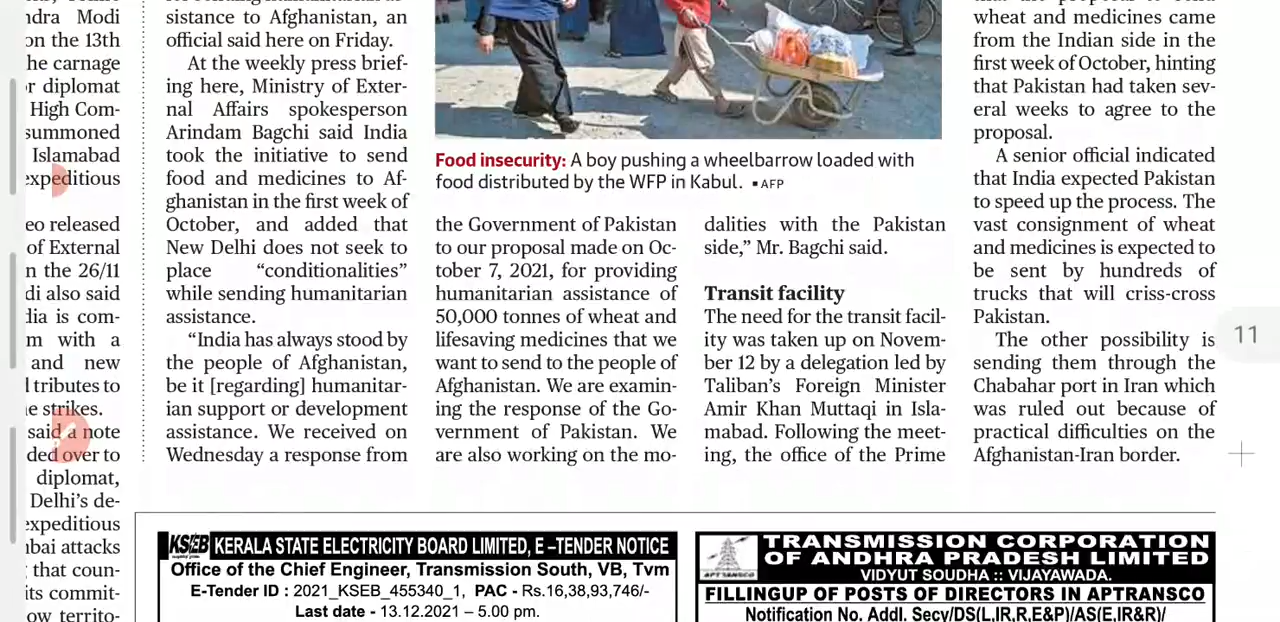 ndra Modi
on the 13th
he carnage
r diplomat
High Com-
summoned
Islamabad
expeditious
eo released
of External
n the 26/11
di also said
dia is com-
m with a
and new
l tributes to
e strikes.
said a note
ded over to
diplomat,
Delhi's de-
expeditious
bai attacks
that coun-
its commit-
ow territo-
sistance to Afghanistan, an
official said here on Friday.
At the weekly press brief-
ing here, Ministry of Exter-
nal Affairs spokesperson
Arindam Bagchi said India
took the initiative to send
food and medicines to Af-
ghanistan in the first week of
October, and added that
New Delhi does not seek to
place "conditionalities"
while sending humanitarian
assistance.
"India has always stood by
the people of Afghanistan,
be it [regarding] humanitar-
ian support or development
assistance. We received on
Wednesday a response from
Food insecurity: A boy pushing a wheelbarrow loaded with
food distributed by the WFP in Kabul. ▪ AFP
the Government of Pakistan
to our proposal made on Oc-
tober 7, 2021, for providing
humanitarian assistance of
50,000 tonnes of wheat and
lifesaving medicines that we
want to send to the people of
Afghanistan. We are examin-
ing the response of the Go-
vernment of Pakistan. We
are also working on the mo-
dalities with the Pakistan
side," Mr. Bagchi said.
Transit facility
The need for the transit facil-
ity was taken up on Novem-
ber 12 by a delegation led by
Taliban's Foreign Minister
Amir Khan Muttaqi in Isla-
mabad. Following the meet-
ing, the office of the Prime
wheat and medicines came
from the Indian side in the
first week of October, hinting
that Pakistan had taken sev-
eral weeks to agree to the
proposal.
A senior official indicated
that India expected Pakistan
to speed up the process. The
vast consignment of wheat
and medicines is expected to
be sent by hundreds of
trucks that will criss-cross
Pakistan.
The other possibility is
sending them through the
Chabahar port in Iran which
was ruled out because of
practical difficulties on the
Afghanistan-Iran border.
11
KSEB KERALA STATE ELECTRICITY BOARD LIMITED, E –TENDER NOTICE
Office of the Chief Engineer, Transmission South, VB, Tvm
E-Tender ID : 2021_KSEB_455340_1, PAC - Rs.16,38,93,746/-
Last date - 13.12.2021 – 5.00 pm.
APTRANSCO
TRANSMISSION CORPORATION
OF ANDHRA PRADESH LIMITED
VIDYUT SOUDHA :: VIJAYAWADA.
FILLINGUP OF POSTS OF DIRECTORS IN APTRANSCO
Notification No. Addl. Secy/DS(L,IR,R,E&P)/AS(E,IR&R)/